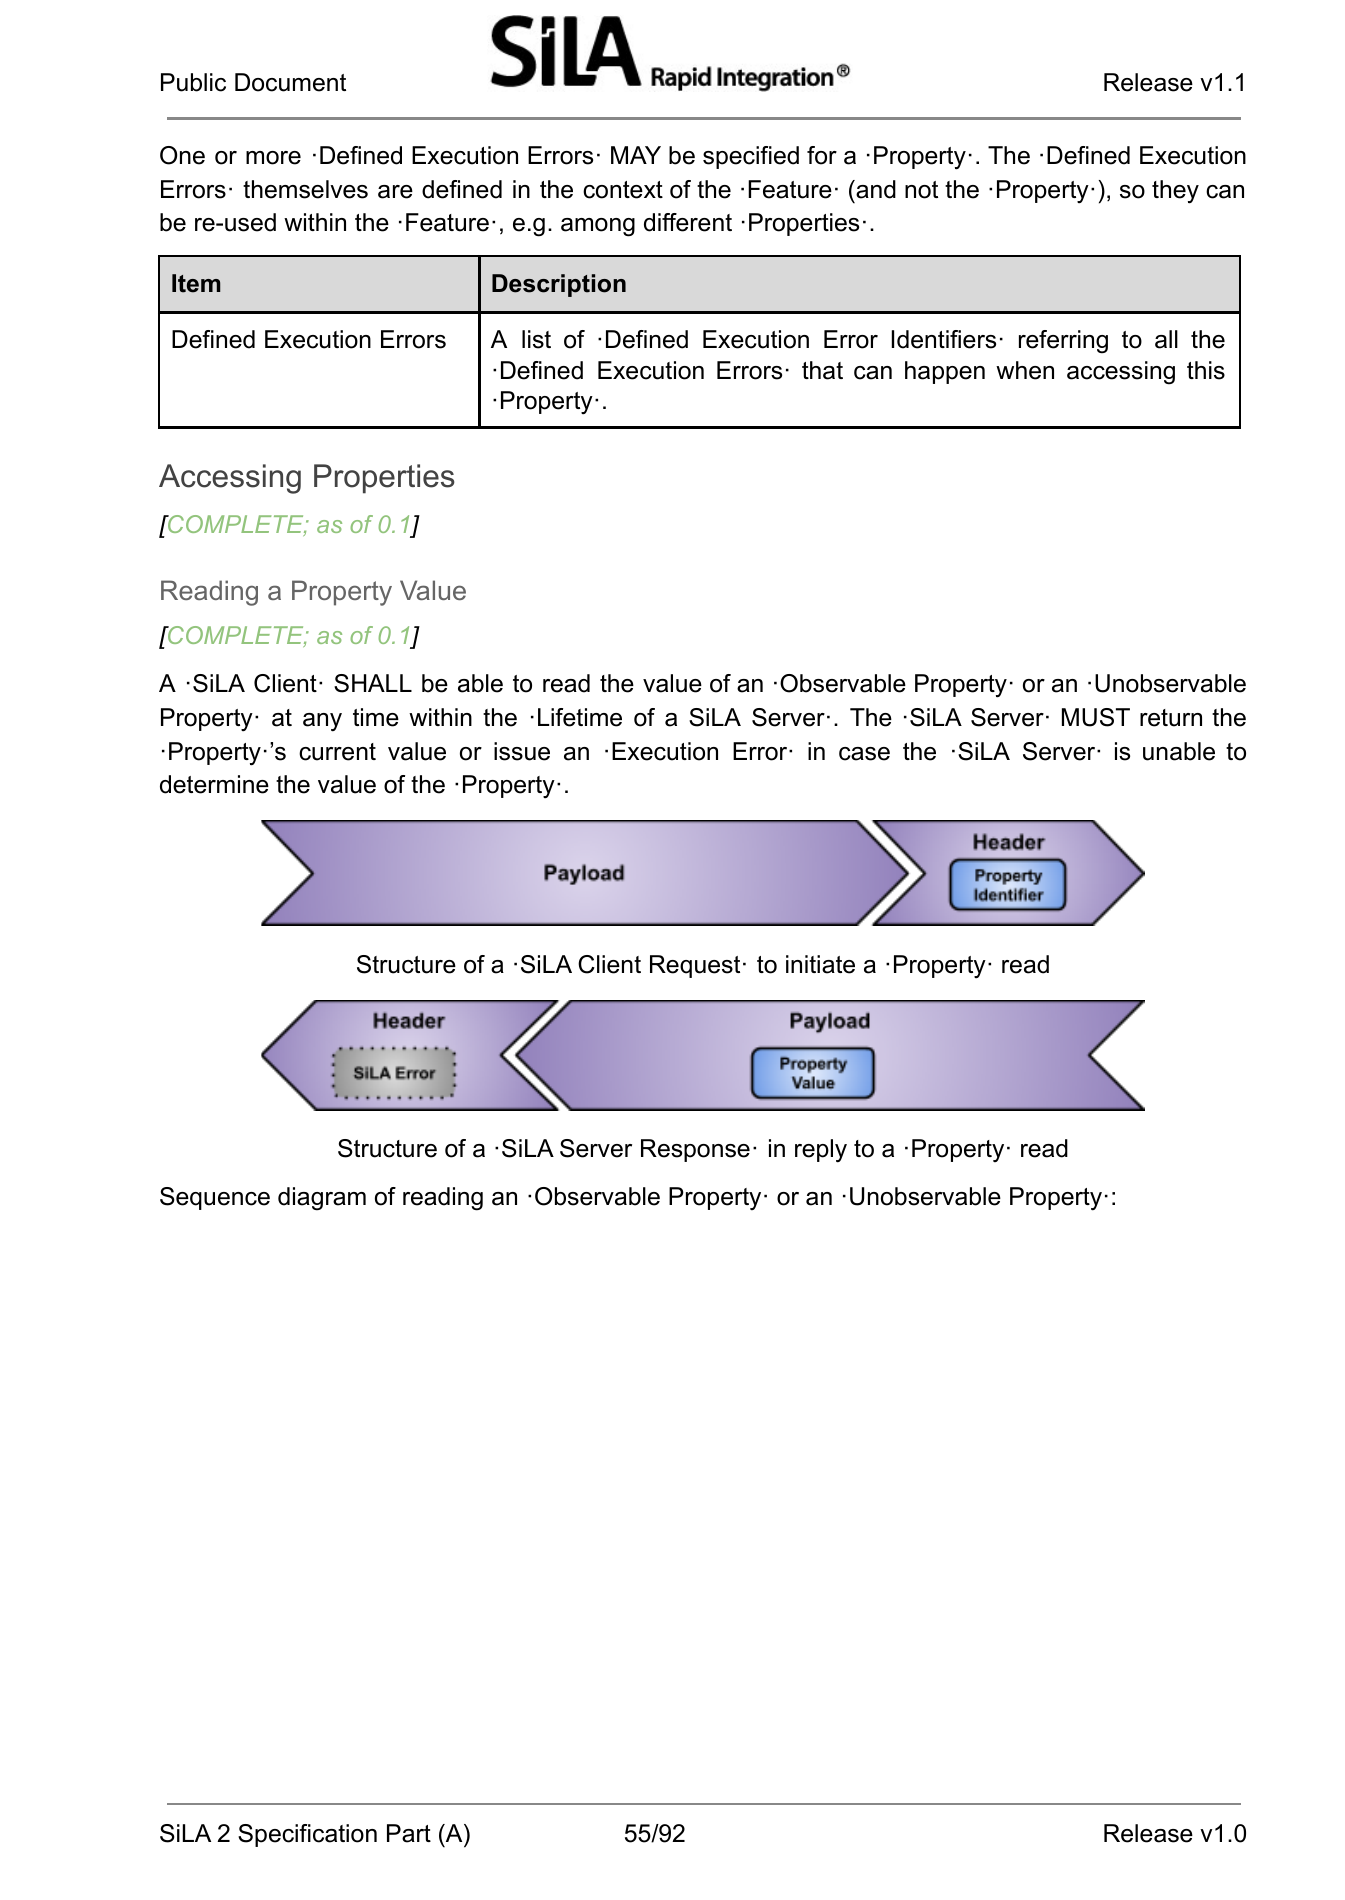 Public Document
SiLA Rapid Integration®
Release v1.1
One or more ·Defined Execution Errors· MAY be specified for a ·Property·. The ·Defined Execution
Errors· themselves are defined in the context of the ·Feature· (and not the ·Property·), so they can
be re-used within the ·Feature·, e.g. among different ·Properties·.
Item
Description
Defined Execution Errors
A list of ·Defined Execution Error Identifiers· referring to all the
·Defined Execution Errors· that can happen when accessing this
·Property·.
Accessing Properties
[COMPLETE; as of 0.1]
Reading a Property Value
[COMPLETE; as of 0.1]
A ·SiLA Client· SHALL be able to read the value of an ·Observable Property· or an ·Unobservable
Property· at any time within the ·Lifetime of a SiLA Server·. The ·SiLA Server· MUST return the
·Property·’s current value or issue an ·Execution Error· in case the ·SiLA Server· is unable to
determine the value of the ·Property·.
Payload
Header
Property
Identifier
Structure of a ·SiLA Client Request· to initiate a ·Property· read
Header
SiLA Error
Payload
Property
Value
Structure of a ·SiLA Server Response· in reply to a ·Property· read
Sequence diagram of reading an ·Observable Property· or an ·Unobservable Property·:
SiLA 2 Specification Part (A)
55/92
Release v1.0